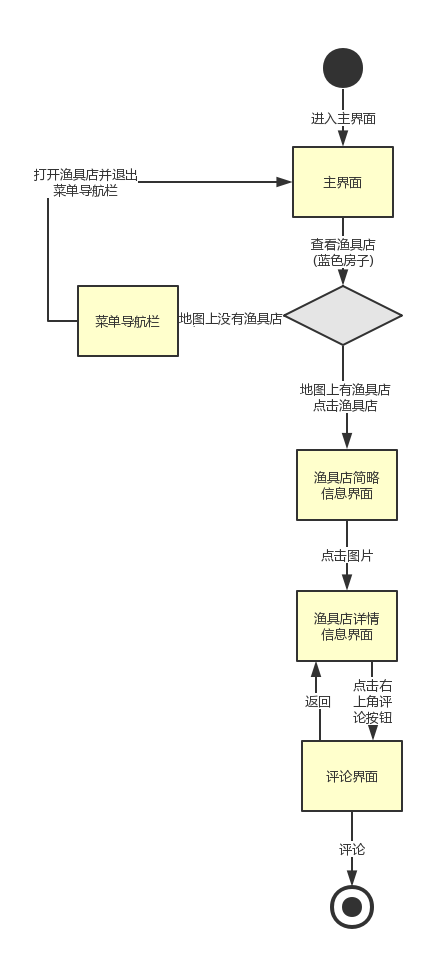 进入主界面
打开渔具店并退出
菜单导航栏
主界面
查看渔具店
(蓝色房子)
菜单导航栏
地图上没有渔具店
地图上有渔具店
点击渔具店
渔具店简略
信息界面
点击图片
渔具店详情
信息界面
返回
点击右
上角评
论按钮
评论界面
评论